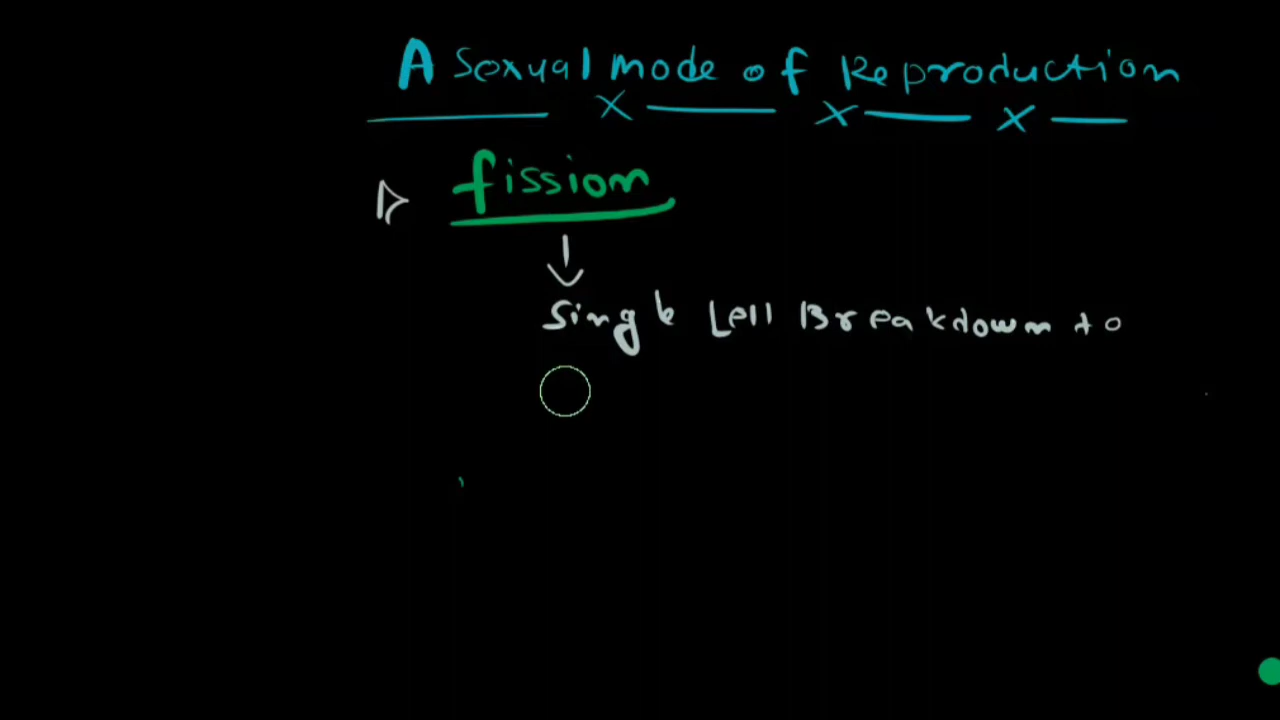 A sexual mode of Reproduction
fission
Single Cell Breakdown to